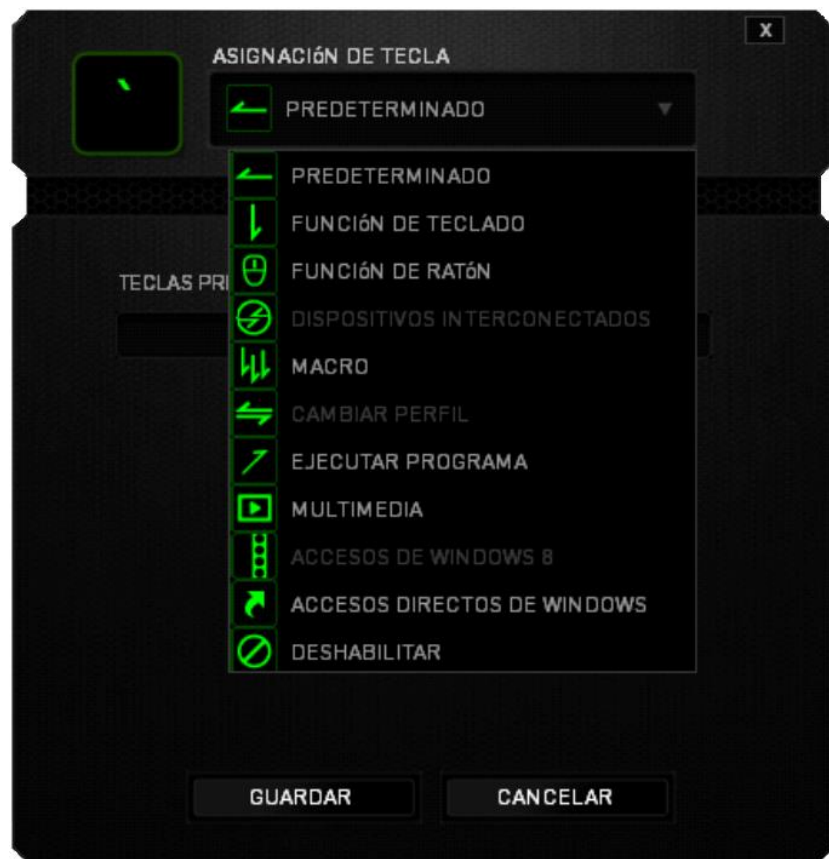 X
ASIGNACIóN DE TECLA
`
PREDETERMINADO
PREDETERMINADO
FUNCIóN DE TECLADO
FUNCIóN DE RATóN
TECLAS PRE
DISPOSITIVOS INTERCONECTADOS
MACRO
CAMBIAR PERFIL
EJECUTAR PROGRAMA
MULTIMEDIA
ACCESOS DE WINDOWS 8
ACCESOS DIRECTOS DE WINDOWS
DESHABILITAR
GUARDAR
CANCELAR